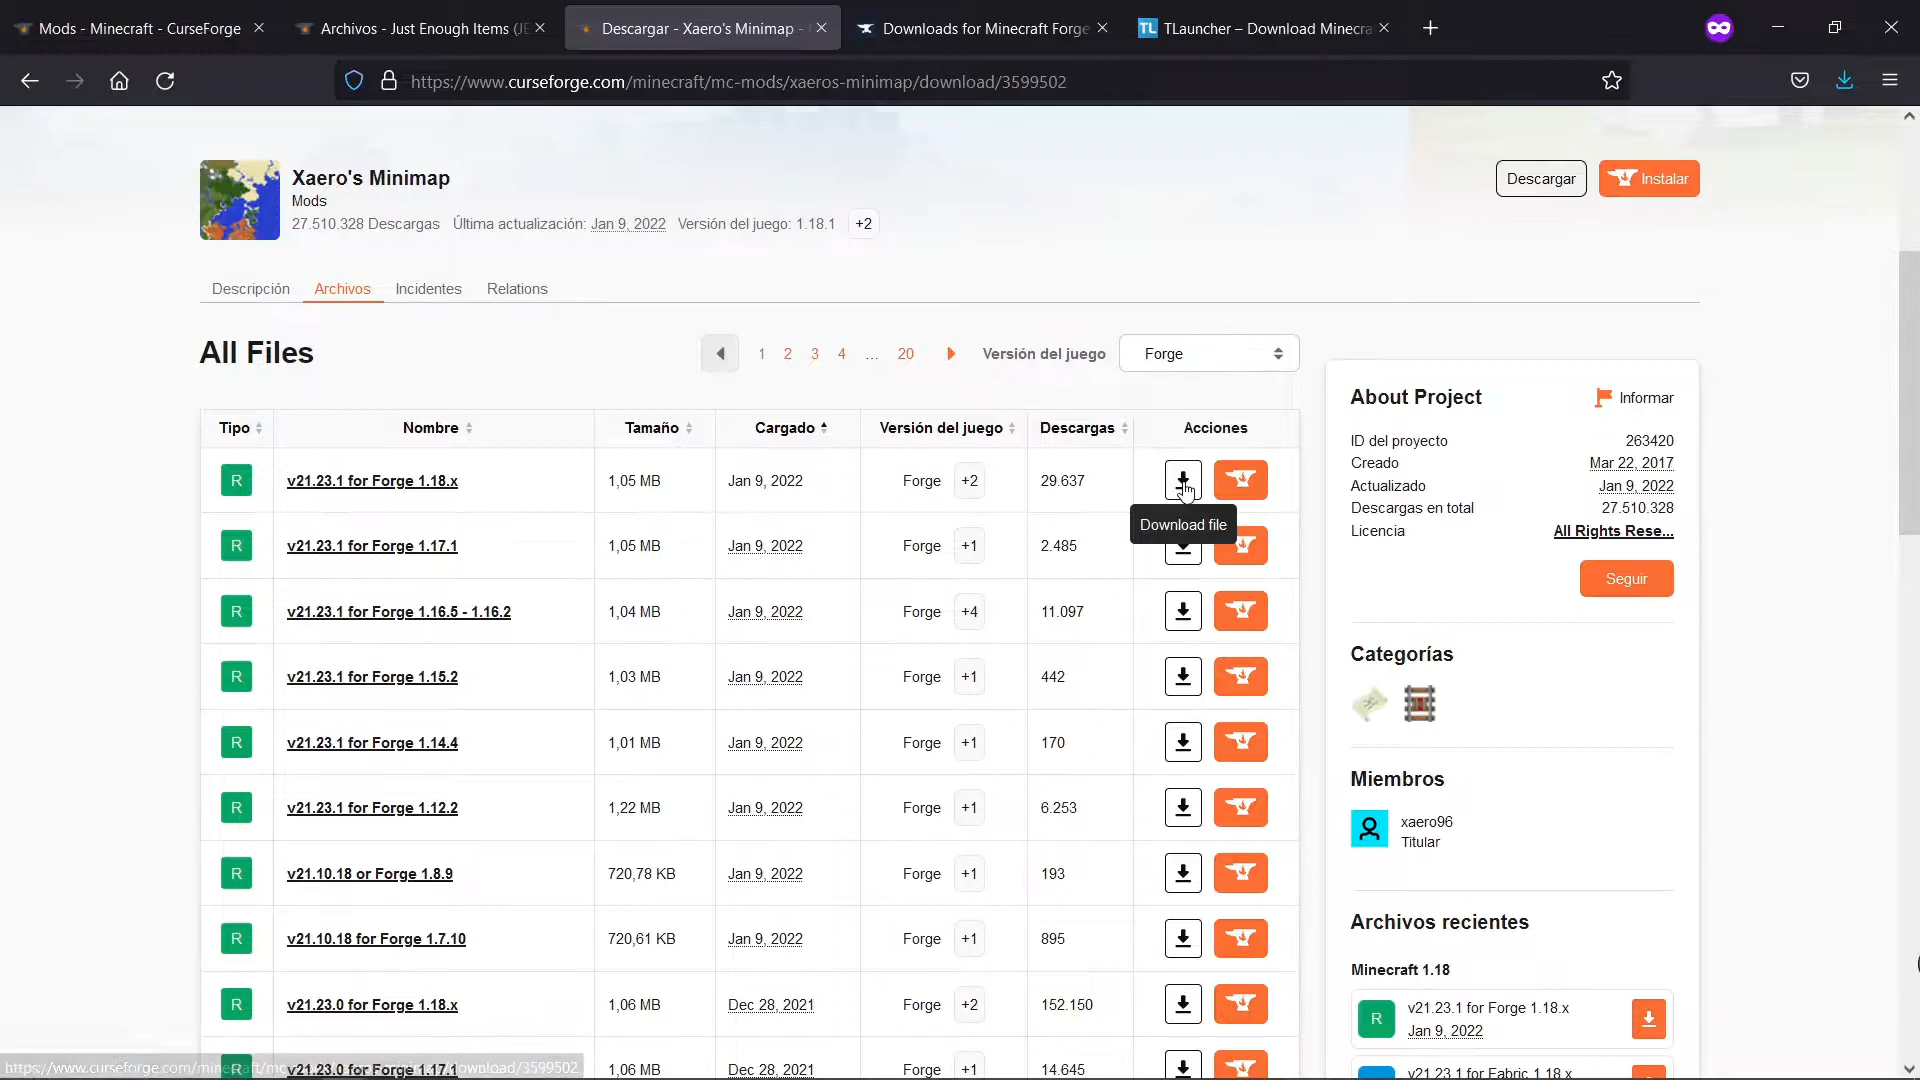 Mods - Minecraft - CurseForge
Archivos - Just Enough Items (JE
Descargar - Xaero's Minimap -
Downloads for Minecraft Forge
TL
TLauncher – Download Minecra
https://www.curseforge.com/minecraft/mc-mods/xaeros-minimap/download/3599502
Xaero's Minimap
Mods
27.510.328 Descargas Última actualización: Jan 9, 2022 Versión del juego: 1.18.1 +2
Descargar
Instalar
Descripción Archivos Incidentes Relations
All Files
1 2 3 4 ... 20
Versión del juego
Forge
Tipo Nombre Tamaño Cargado Versión del juego Descargas Acciones
R v21.23.1 for Forge 1.18.x 1,05 MB Jan 9, 2022 Forge +2 29.637
Download file
R v21.23.1 for Forge 1.17.1 1,05 MB Jan 9, 2022 Forge +1 2.485
R v21.23.1 for Forge 1.16.5 - 1.16.2 1,04 MB Jan 9, 2022 Forge +4 11.097
R v21.23.1 for Forge 1.15.2 1,03 MB Jan 9, 2022 Forge +1 442
R v21.23.1 for Forge 1.14.4 1,01 MB Jan 9, 2022 Forge +1 170
R v21.23.1 for Forge 1.12.2 1,22 MB Jan 9, 2022 Forge +1 6.253
R v21.10.18 or Forge 1.8.9 720,78 KB Jan 9, 2022 Forge +1 193
R v21.10.18 for Forge 1.7.10 720,61 KB Jan 9, 2022 Forge +1 895
R v21.23.0 for Forge 1.18.x 1,06 MB Dec 28, 2021 Forge +2 152.150
R v21.23.0 for Forge 1.17.1 1,06 MB Dec 28, 2021 Forge +1 14.645
About Project
Informar
ID del proyecto 263420
Creado Mar 22, 2017
Actualizado Jan 9, 2022
Descargas en total 27.510.328
Licencia All Rights Rese...
Seguir
Categorías
Miembros
xaero96
Titular
Archivos recientes
Minecraft 1.18
R v21.23.1 for Forge 1.18.x
Jan 9, 2022
v21.23.1 for Fabric 1.18.x